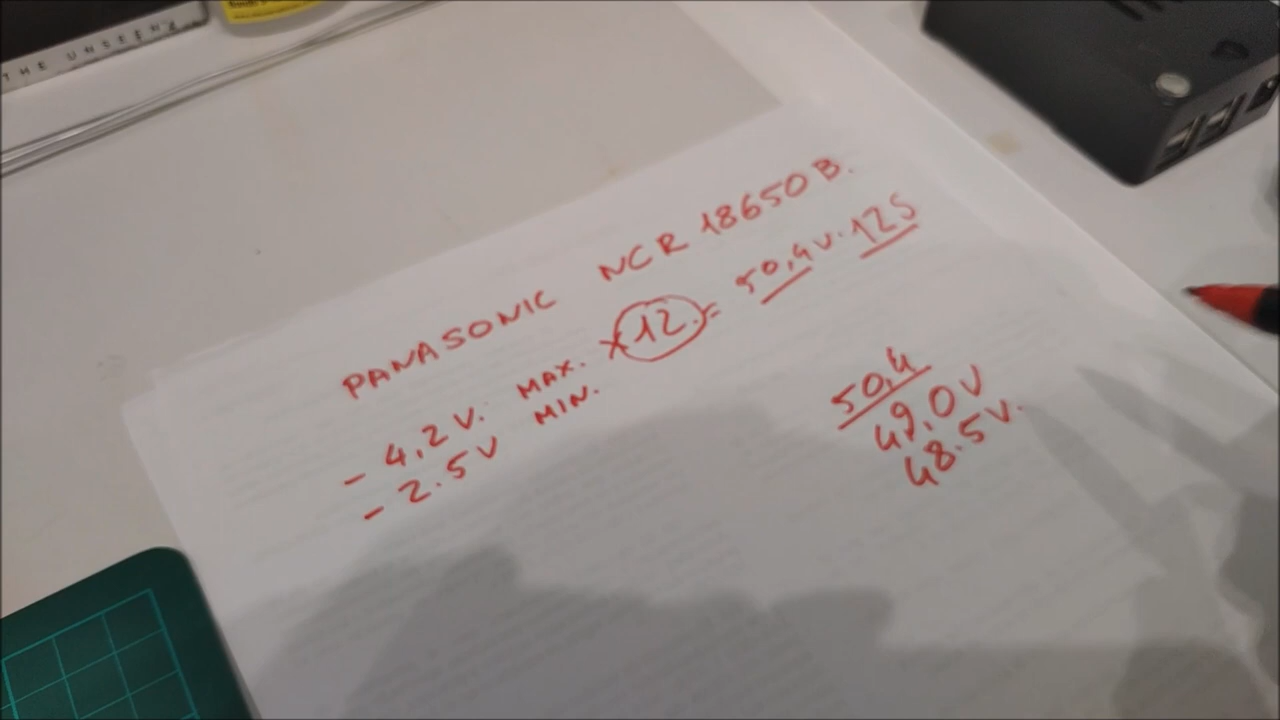 THE UNSEEN
PANASONIC NCR 18650 B.
- 4,2 V. MAX. x 12. = 50,4 V. 12S
- 2.5 V MIN.
50,4
49,0 V
48.5 V.